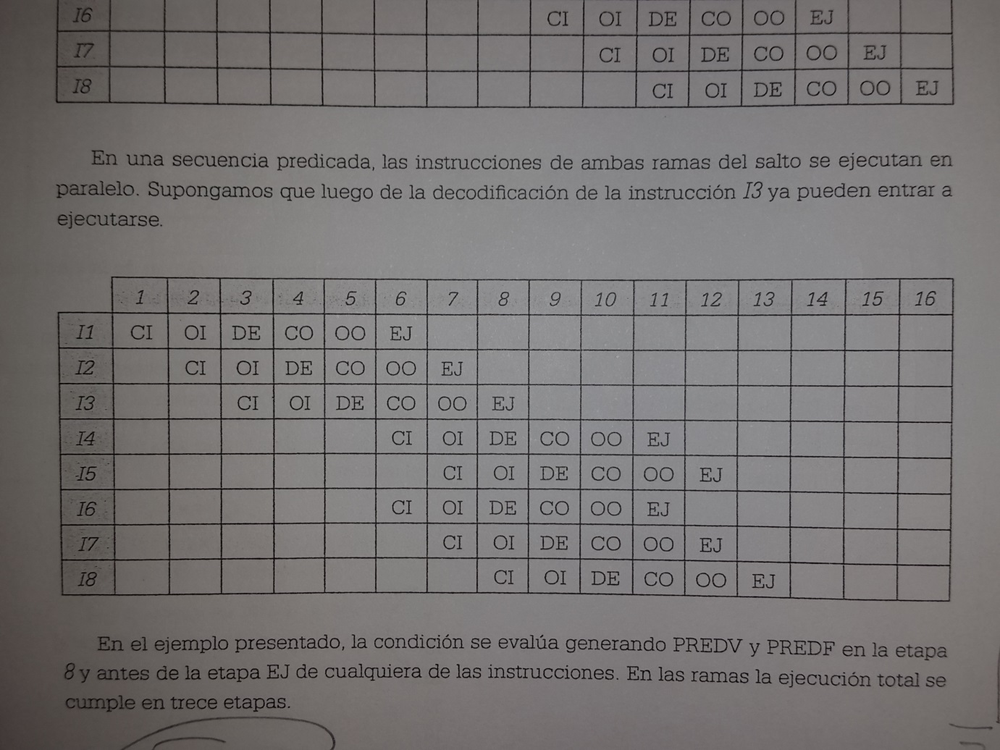 I6 CI OI DE CO OO EJ
I7 CI OI DE CO OO EJ
I8 CI OI DE CO OO EJ
En una secuencia predicada, las instrucciones de ambas ramas del salto se ejecutan en
paralelo. Supongamos que luego de la decodificación de la instrucción I3 ya pueden entrar a
ejecutarse.
1 2 3 4 5 6 7 8 9 10 11 12 13 14 15 16
I1 CI OI DE CO OO EJ
I2 CI OI DE CO OO EJ
I3 CI OI DE CO OO EJ
I4 CI OI DE CO OO EJ
I5 CI OI DE CO OO EJ
I6 CI OI DE CO OO EJ
I7 CI OI DE CO OO EJ
I8 CI OI DE CO OO EJ
En el ejemplo presentado, la condición se evalúa generando PREDV y PREDF en la etapa
8 y antes de la etapa EJ de cualquiera de las instrucciones. En las ramas la ejecución total se
cumple en trece etapas.